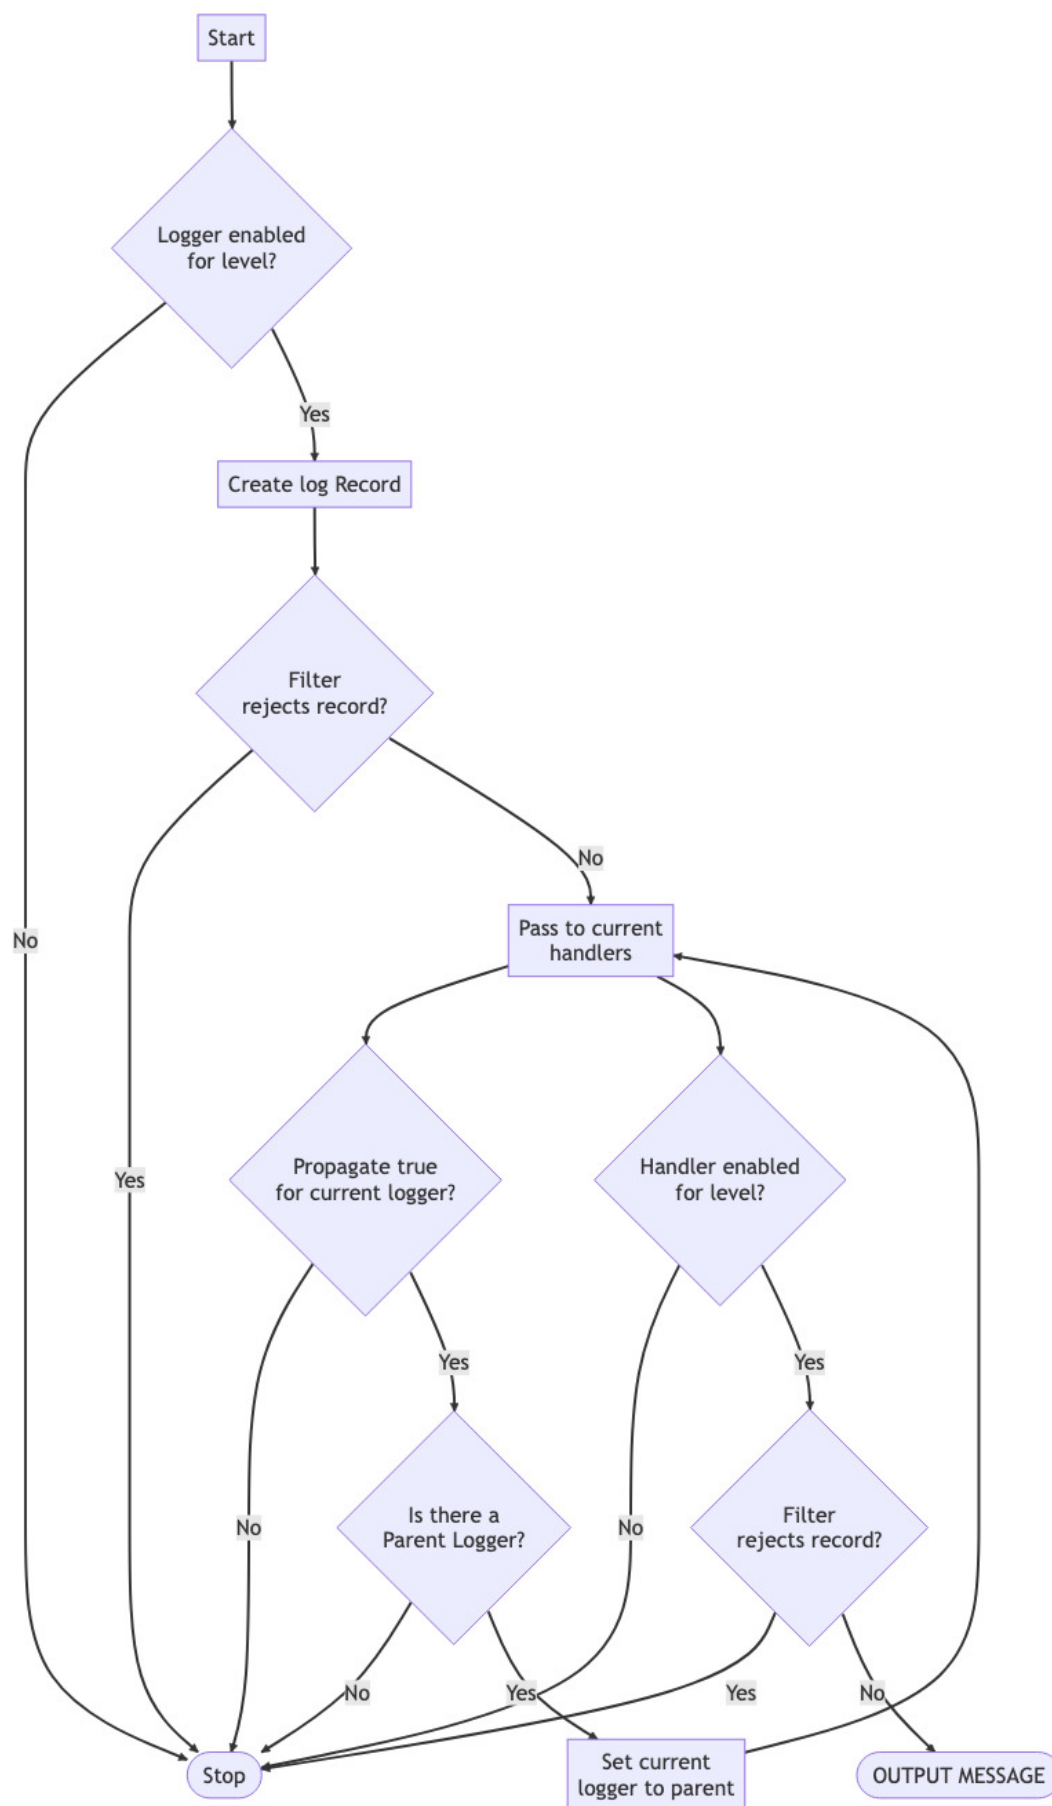 Start
Logger enabled
for level?
Yes
Create log Record
Filter
rejects record?
No
Pass to current
handlers
No
Propagate true
for current logger?
Handler enabled
for level?
Yes
Yes
Yes
Is there a
Parent Logger?
Filter
rejects record?
No
No
No
Yes
Yes
No
Stop
Set current
logger to parent
OUTPUT MESSAGE